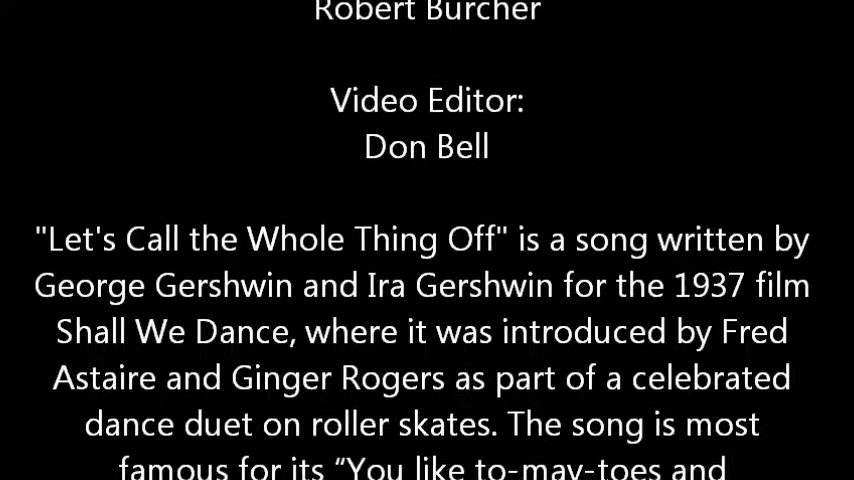 Robert Burcher
Video Editor:
Don Bell
"Let's Call the Whole Thing Off" is a song written by
George Gershwin and Ira Gershwin for the 1937 film
Shall We Dance, where it was introduced by Fred
Astaire and Ginger Rogers as part of a celebrated
dance duet on roller skates. The song is most
famous for its “You like to-may-toes and